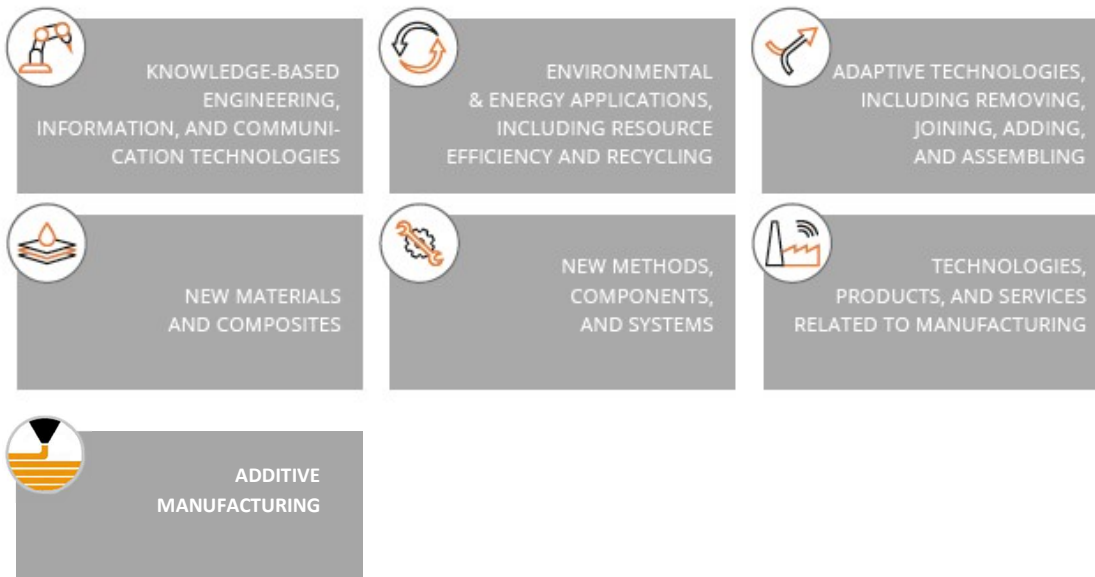 KNOWLEDGE-BASED
ENGINEERING,
INFORMATION, AND COMMUNI-
CATION TECHNOLOGIES
ENVIRONMENTAL
& ENERGY APPLICATIONS,
INCLUDING RESOURCE
EFFICIENCY AND RECYCLING
ADAPTIVE TECHNOLOGIES,
INCLUDING REMOVING,
JOINING, ADDING,
AND ASSEMBLING
NEW MATERIALS
AND COMPOSITES
NEW METHODS,
COMPONENTS,
AND SYSTEMS
TECHNOLOGIES,
PRODUCTS, AND SERVICES
RELATED TO MANUFACTURING
ADDITIVE
MANUFACTURING